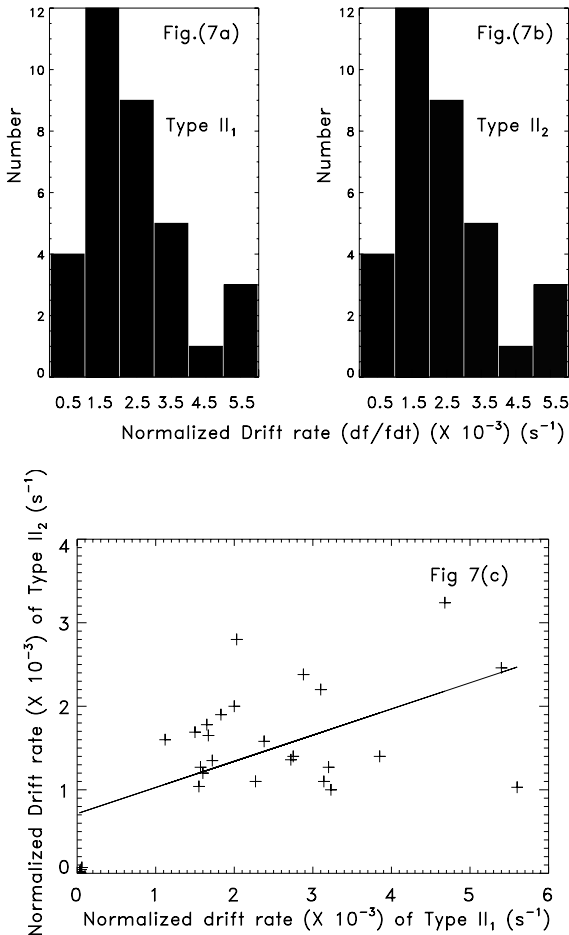 12
Fig.(7a)
10
Type II₁
8
Number
6
4
2
0
0.5 1.5 2.5 3.5 4.5 5.5
12
Fig.(7b)
10
Type II₂
8
Number
6
4
2
0
0.5 1.5 2.5 3.5 4.5 5.5
Normalized Drift rate (df/fdt) (X 10⁻³) (s⁻¹)
Normalized Drift rate (X 10⁻³) of Type II₂ (s⁻¹)
4
Fig 7(c)
3
2
1
0
0 1 2 3 4 5 6
Normalized drift rate (X 10⁻³) of Type II₁ (s⁻¹)